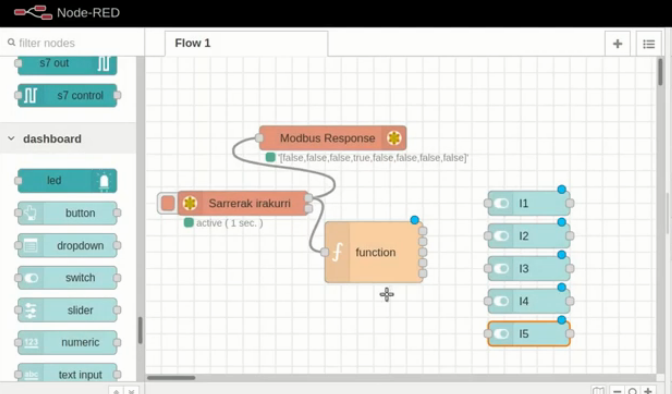 Node-RED
filter nodes
Flow 1
s7 out
s7 control
dashboard
led
button
dropdown
switch
slider
123
numeric
abc
text input
Modbus Response
'[false,false,false,true,false,false,false,false]'
Sarrerak irakurri
active ( 1 sec. )
f
function
I1
I2
I3
I4
I5